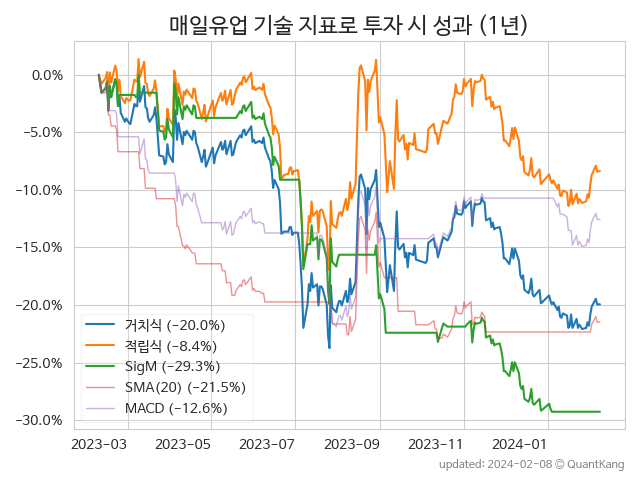 매일유업 기술 지표로 투자 시 성과 (1년)
0.0%
−5.0%
−10.0%
−15.0%
−20.0%
−25.0%
−30.0%
거치식 (−20.0%)
적립식 (−8.4%)
SigM (−29.3%)
SMA(20) (−21.5%)
MACD (−12.6%)
2023−03 2023−05 2023−07 2023−09 2023−11 2024−01
updated: 2024−02−08 © QuantKang